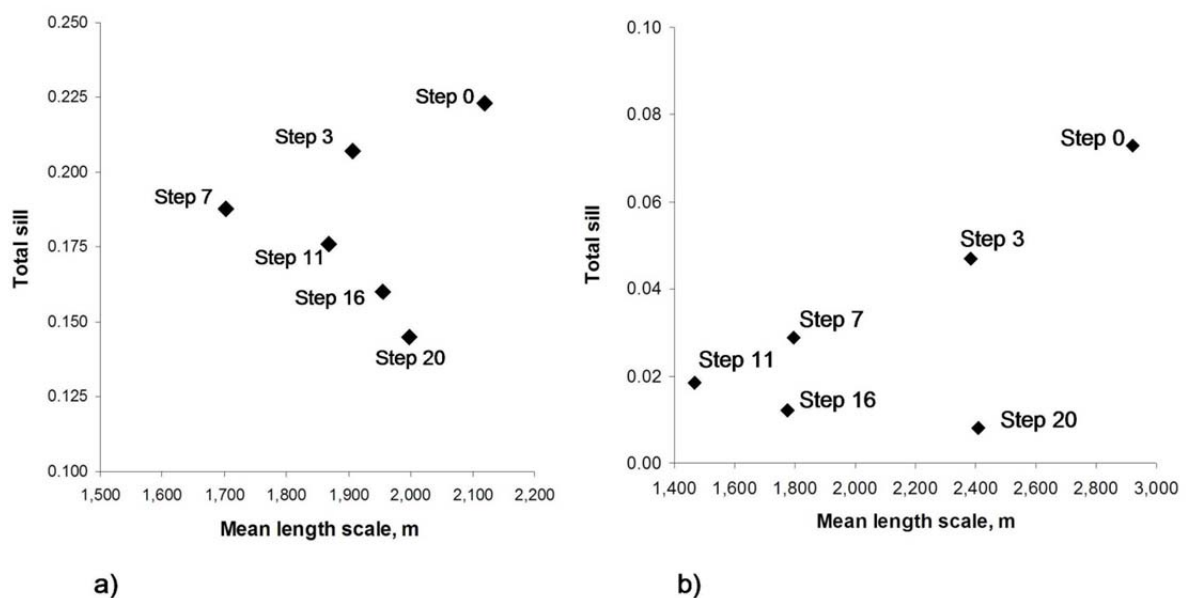 0.250
0.225
0.200
0.175
0.150
0.125
0.100
Total sill
Step 0
Step 3
Step 7
Step 11
Step 16
Step 20
1,500 1,600 1,700 1,800 1,900 2,000 2,100 2,200
Mean length scale, m
a)
0.10
0.08
0.06
0.04
0.02
0.00
Total sill
Step 0
Step 3
Step 7
Step 11
Step 16
Step 20
1,400 1,600 1,800 2,000 2,200 2,400 2,600 2,800 3,000
Mean length scale, m
b)